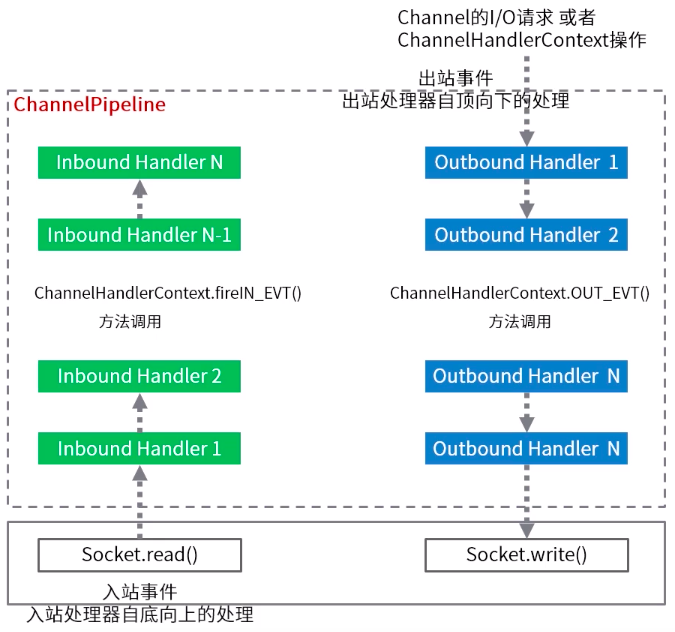 Channel的I/O请求 或者
ChannelHandlerContext操作
出站事件
出站处理器自顶向下的处理
ChannelPipeline
Inbound Handler N
Inbound Handler N-1
ChannelHandlerContext.fireIN_EVT()
方法调用
Inbound Handler 2
Inbound Handler 1
Outbound Handler 1
Outbound Handler 2
ChannelHandlerContext.OUT_EVT()
方法调用
Outbound Handler N
Outbound Handler N
Socket.read()
Socket.write()
入站事件
入站处理器自底向上的处理